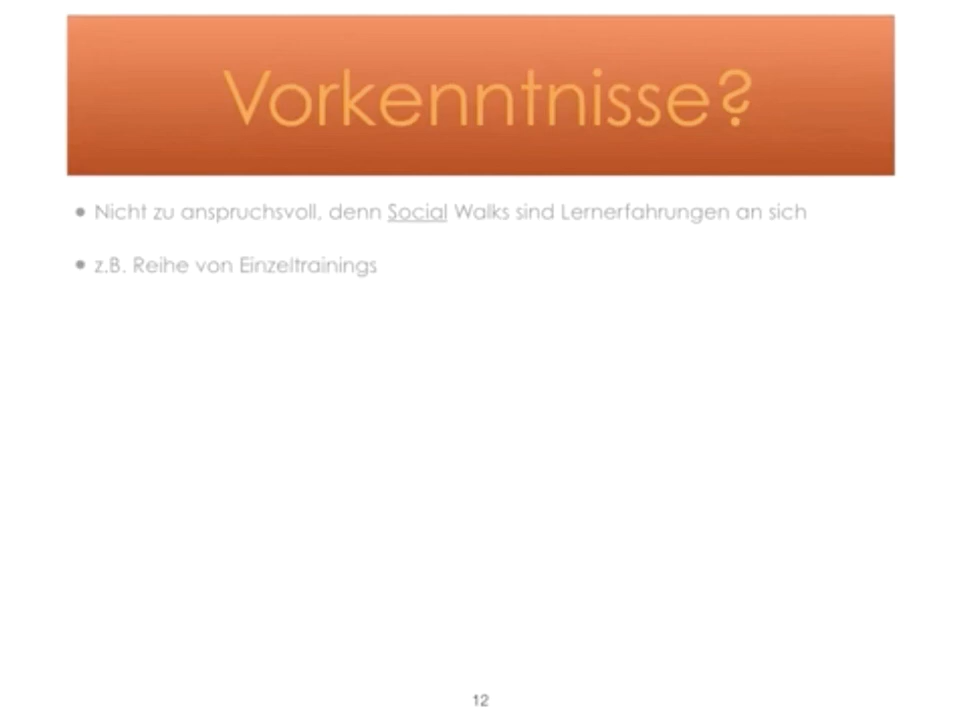 Vorkenntnisse?
• Nicht zu anspruchsvoll, denn Social Walks sind Lernerfahrungen an sich
• z.B. Reihe von Einzeltrainings
12